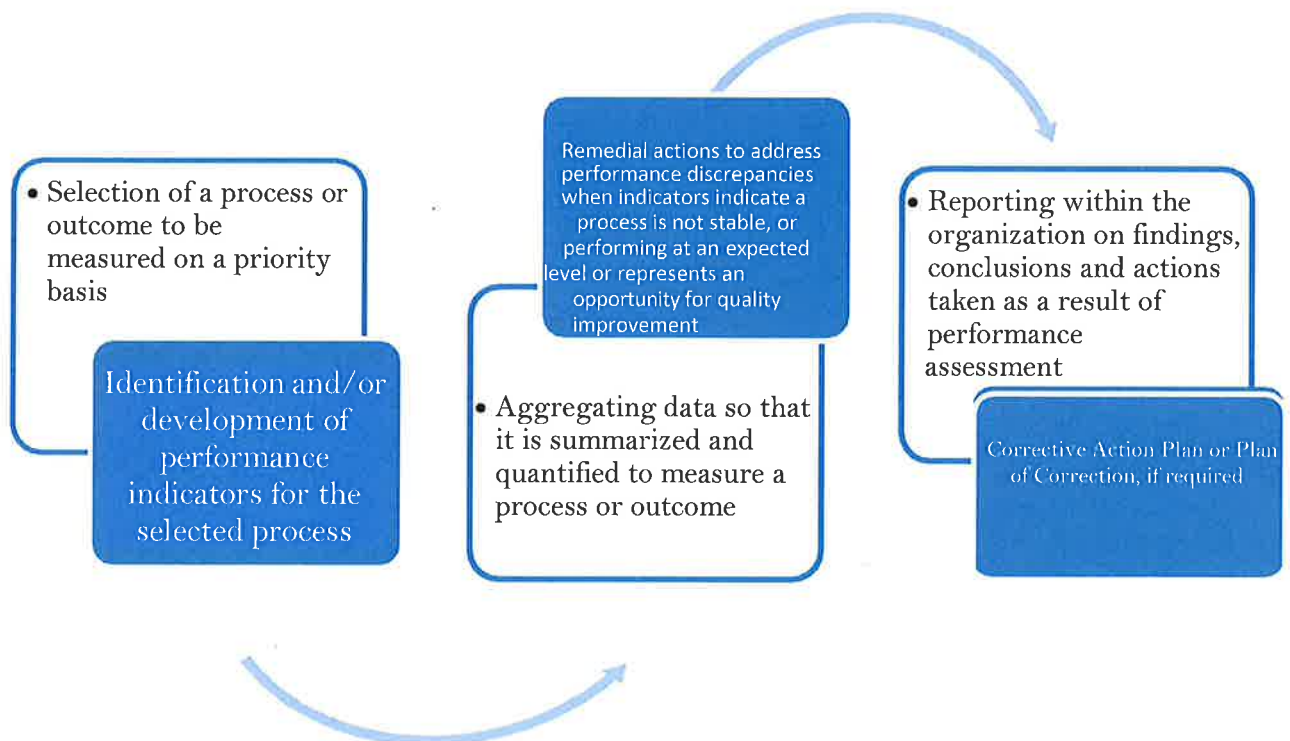 • Selection of a process or
outcome to be
measured on a priority
basis
Identification and/or
development of
performance
indicators for the
selected process
Remedial actions to address
performance discrepancies
when indicators indicate a
process is not stable, or
performing at an expected
level or represents an
opportunity for quality
improvement
• Aggregating data so that
it is summarized and
quantified to measure a
process or outcome
• Reporting within the
organization on findings,
conclusions and actions
taken as a result of
performance
assessment
Corrective Action Plan or Plan
of Correction, if required